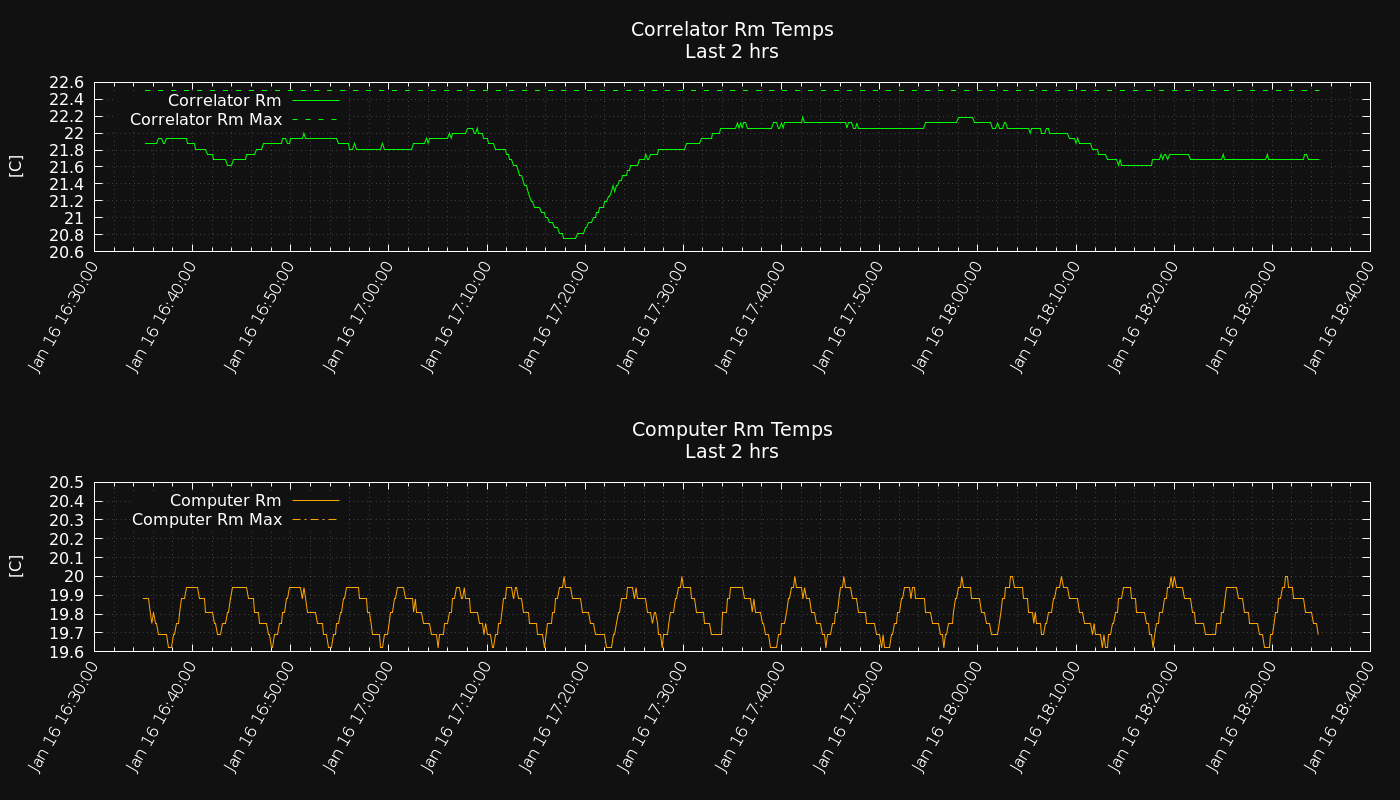 Correlator Rm Temps
Last 2 hrs
[C]
22.6
22.4
22.2
22
21.8
21.6
21.4
21.2
21
20.8
20.6
Correlator Rm
Correlator Rm Max
Jan 16 16:30:00
Jan 16 16:40:00
Jan 16 16:50:00
Jan 16 17:00:00
Jan 16 17:10:00
Jan 16 17:20:00
Jan 16 17:30:00
Jan 16 17:40:00
Jan 16 17:50:00
Jan 16 18:00:00
Jan 16 18:10:00
Jan 16 18:20:00
Jan 16 18:30:00
Jan 16 18:40:00
Computer Rm Temps
Last 2 hrs
[C]
20.5
20.4
20.3
20.2
20.1
20
19.9
19.8
19.7
19.6
Computer Rm
Computer Rm Max
Jan 16 16:30:00
Jan 16 16:40:00
Jan 16 16:50:00
Jan 16 17:00:00
Jan 16 17:10:00
Jan 16 17:20:00
Jan 16 17:30:00
Jan 16 17:40:00
Jan 16 17:50:00
Jan 16 18:00:00
Jan 16 18:10:00
Jan 16 18:20:00
Jan 16 18:30:00
Jan 16 18:40:00